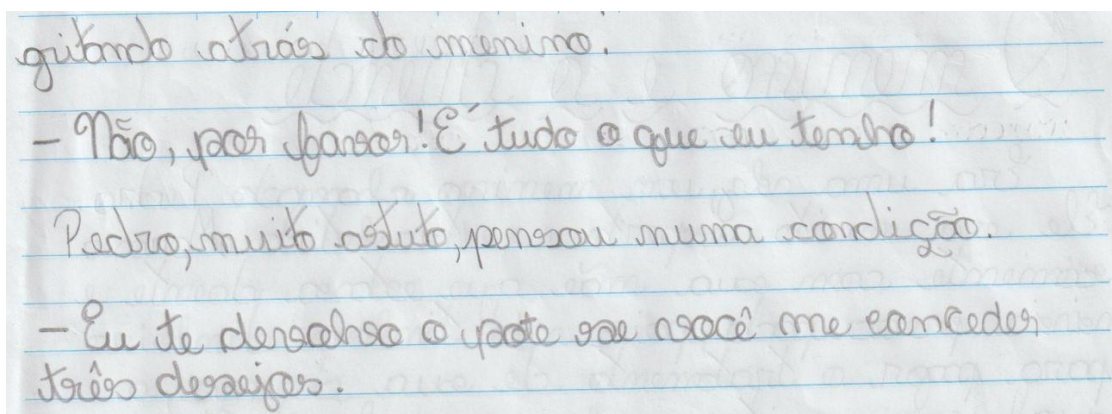 gritando atrás do menino.
– Não, por favor! É tudo o que eu tenho!
Pedro, muito astuto, pensou numa condição.
– Eu te devolvo o pote se você me conceder
três desejos.